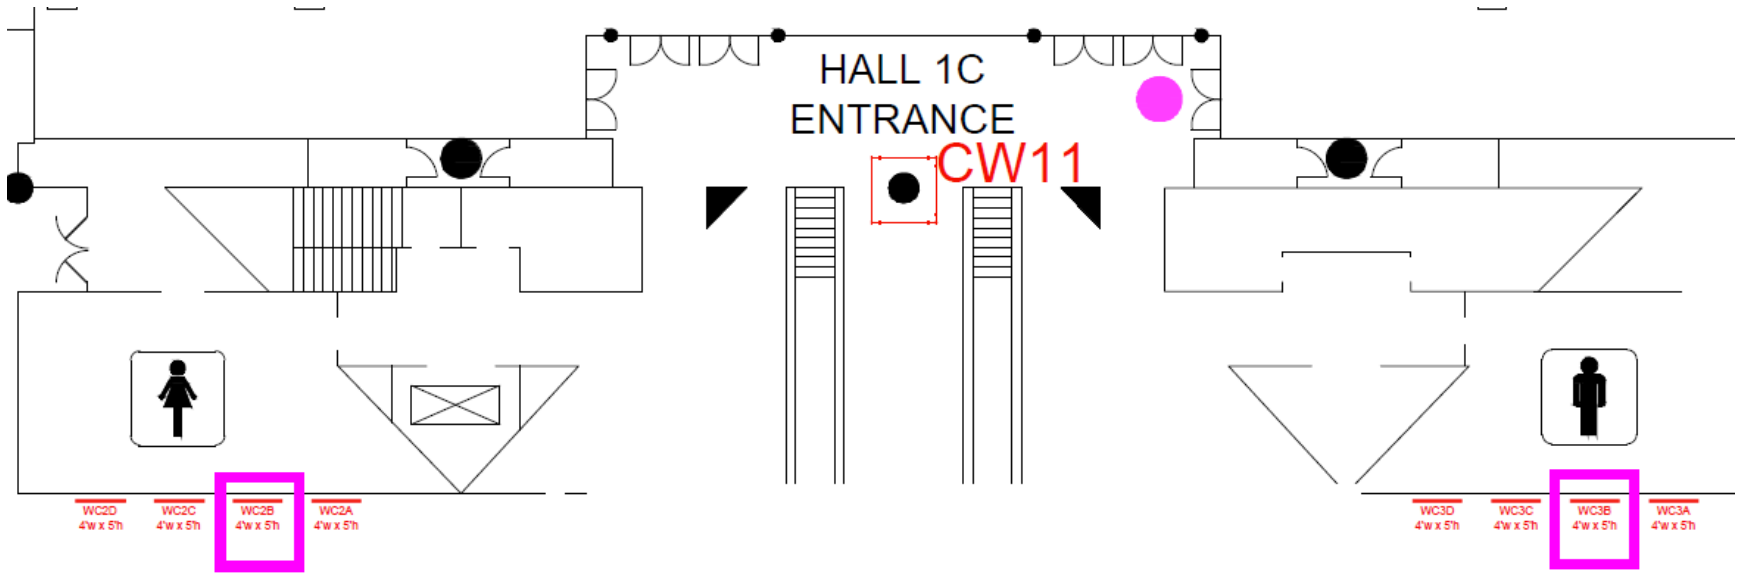 HALL 1C
ENTRANCE
CW11
WC2D
4'w x 5'h
WC2C
4'w x 5'h
WC2B
4'w x 5'h
WC2A
4'w x 5'h
WC3D
4'w x 5'h
WC3C
4'w x 5'h
WC3B
4'w x 5'h
WC3A
4'w x 5'h